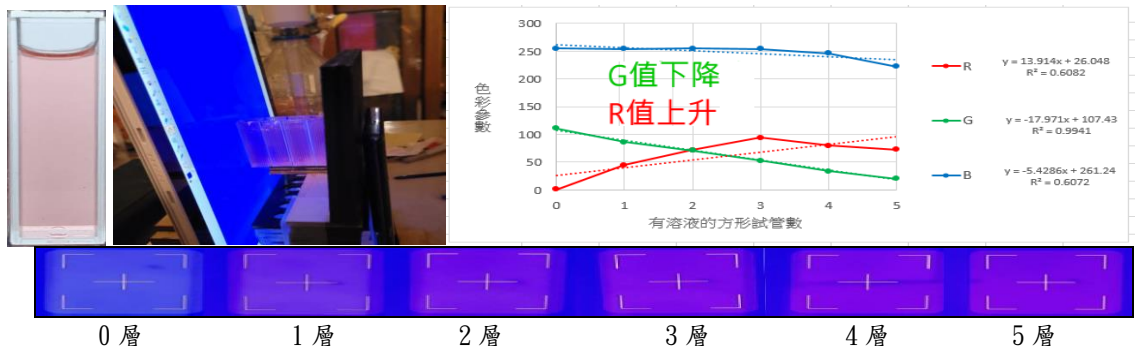 300
250
200
150
100
50
0
色彩參數
G值下降
R值上升
0 1 2 3 4 5
有溶液的方形試管數
R
y = 13.914x + 26.048
R² = 0.6082
G
y = -17.971x + 107.43
R² = 0.9941
B
y = -5.4286x + 261.24
R² = 0.6072
0 層 1 層 2 層 3 層 4 層 5 層